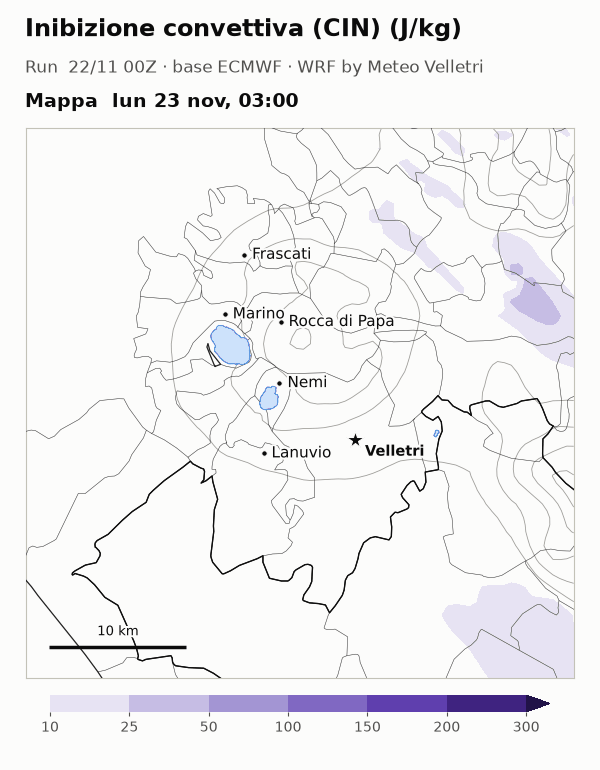 Inibizione convettiva (CIN) (J/kg)
Run  22/11 00Z · base ECMWF · WRF by Meteo Velletri
Mappa  lun 23 nov, 03:00
Frascati
Marino
Rocca di Papa
Nemi
Lanuvio
Velletri
10 km
10 25 50 100 150 200 300